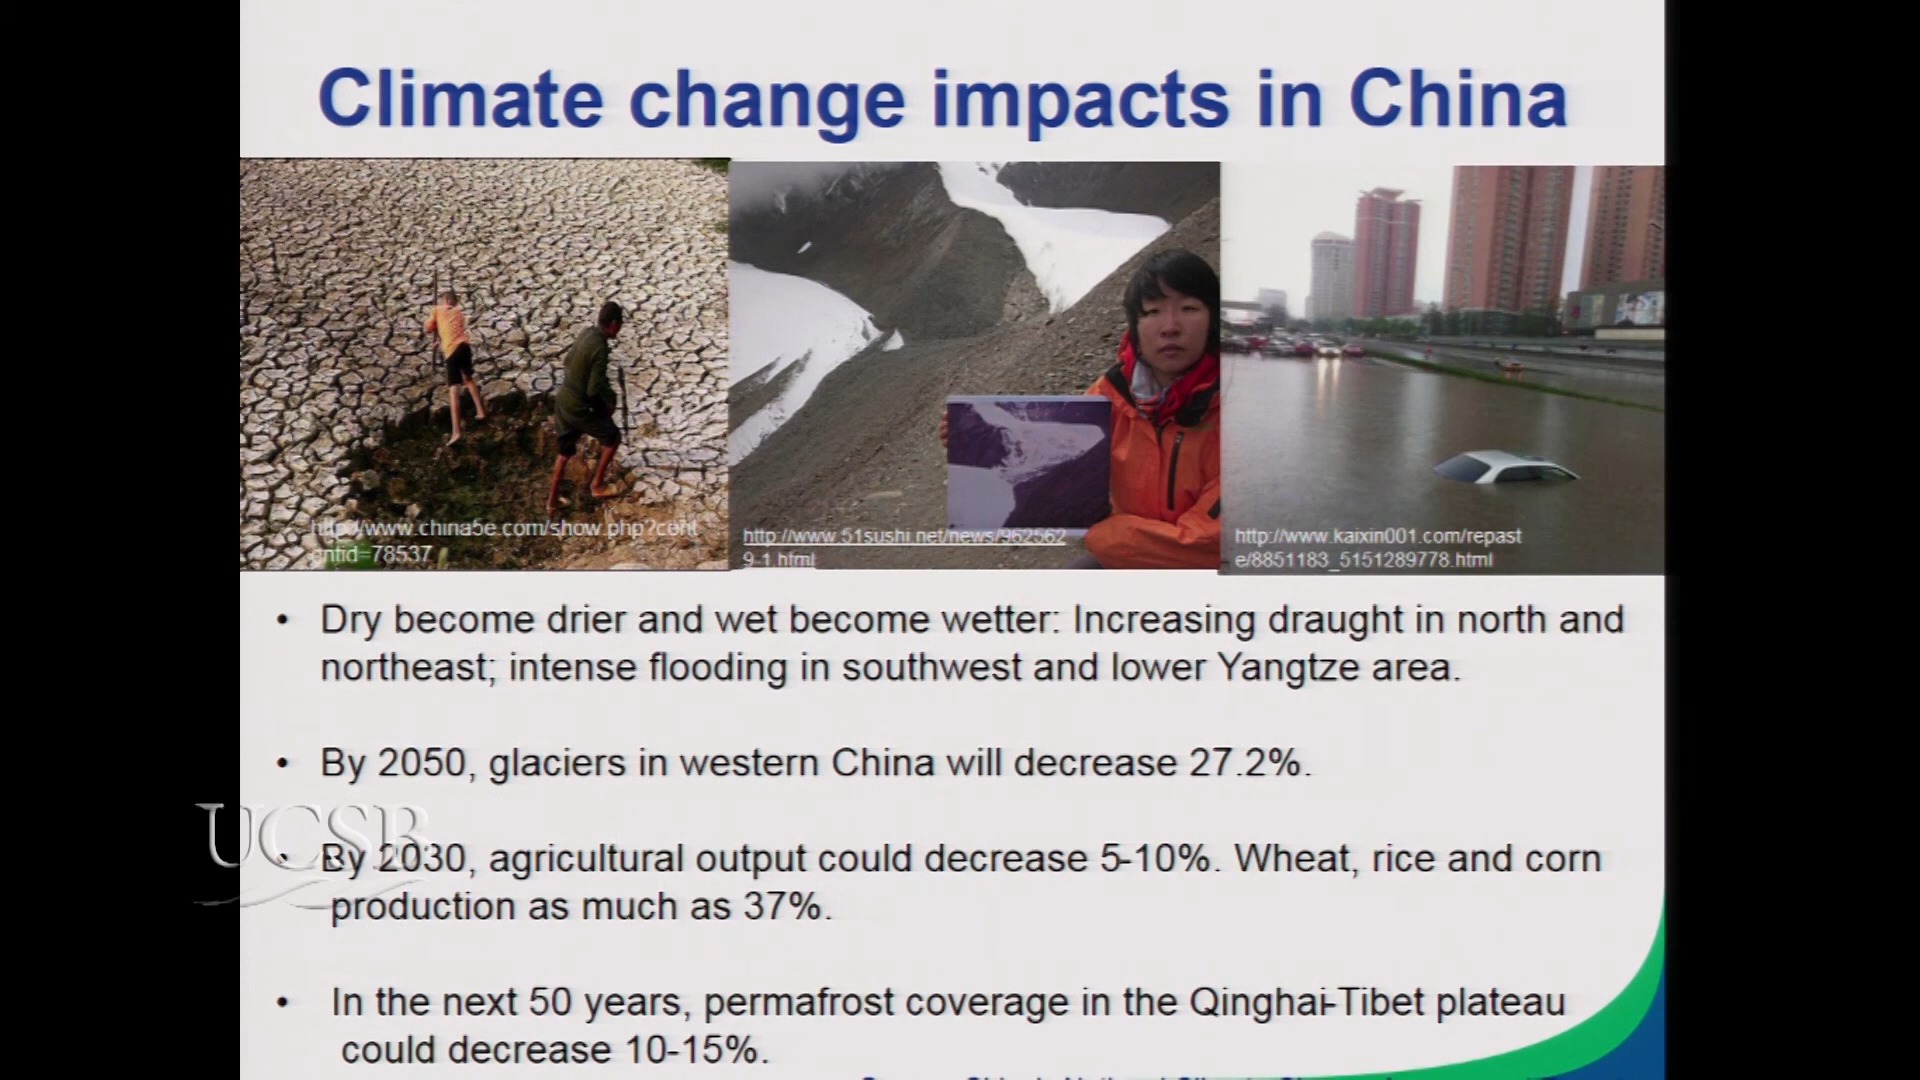 Climate change impacts in China
http://www.china5e.com/show.php?cont
entid=78537
http://www.51sushi.net/news/962562
9-1.html
http://www.kaixin001.com/repast
e/8851183_5151289778.html
• Dry become drier and wet become wetter: Increasing draught in north and
northeast; intense flooding in southwest and lower Yangtze area.
• By 2050, glaciers in western China will decrease 27.2%.
UCSB
• By 2030, agricultural output could decrease 5-10%. Wheat, rice and corn
production as much as 37%.
• In the next 50 years, permafrost coverage in the Qinghai-Tibet plateau
could decrease 10-15%.